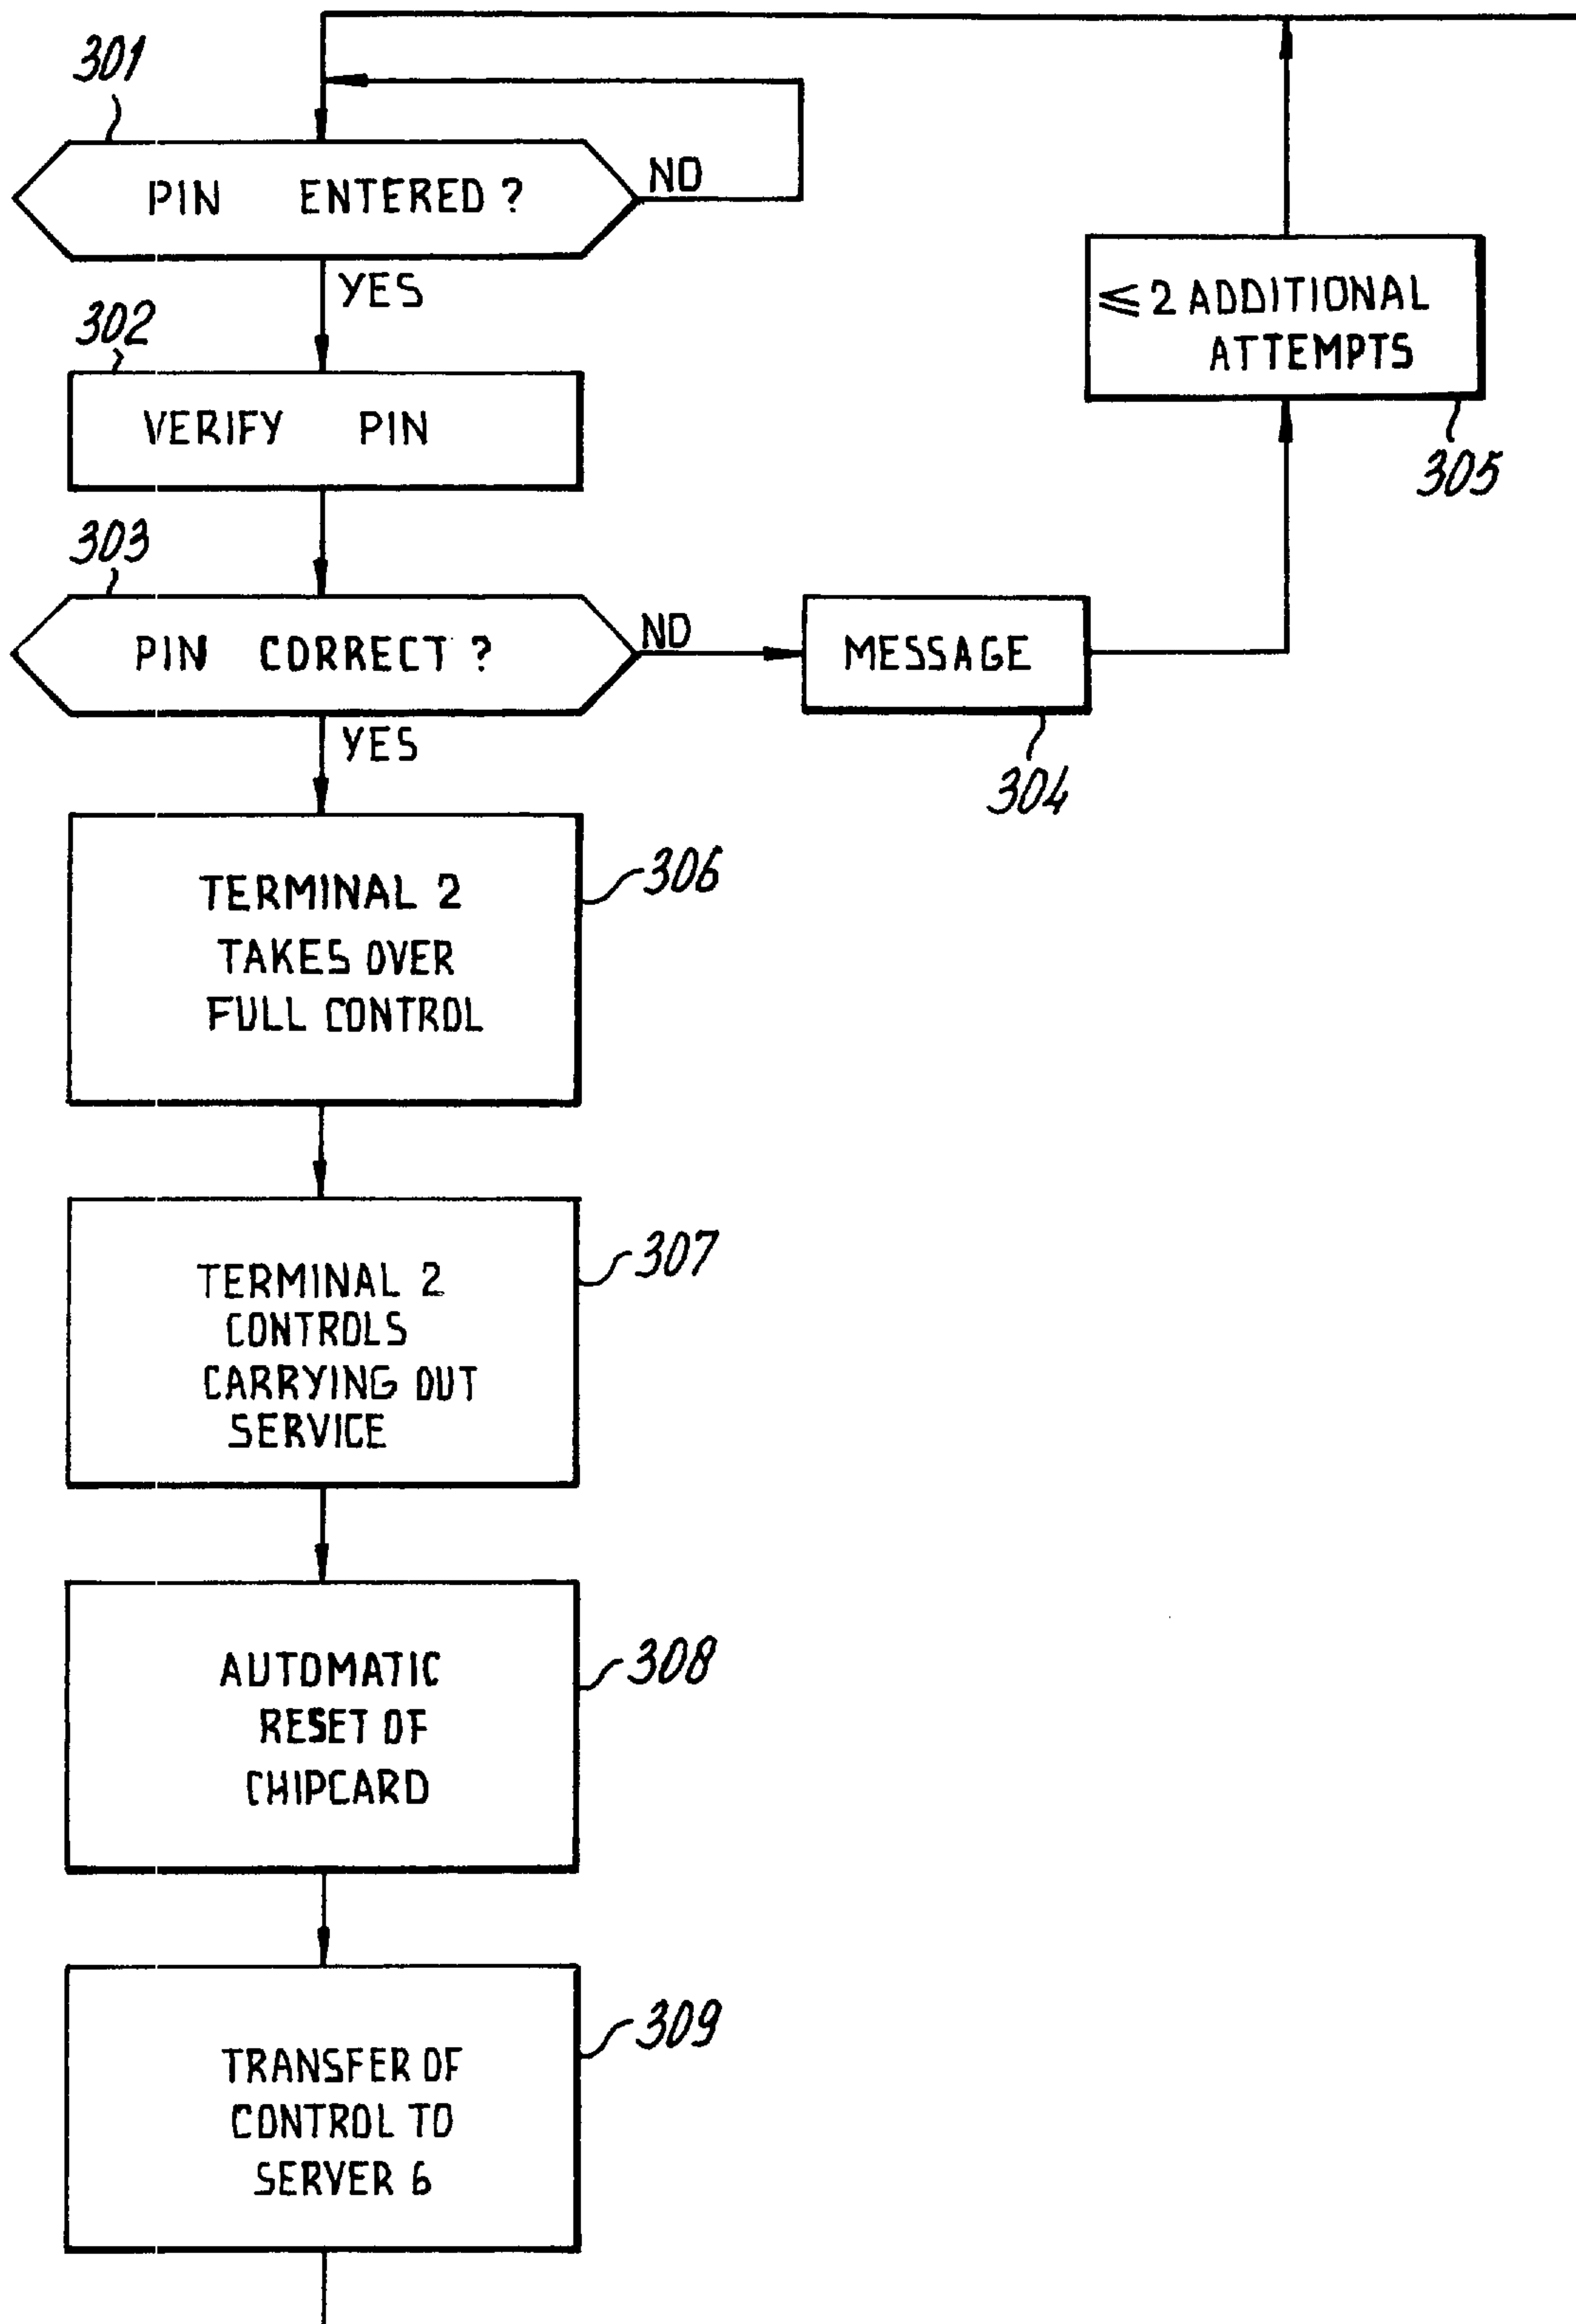 301
PIN ENTERED ?
NO
YES
302
VERIFY PIN
≤ 2 ADDITIONAL
ATTEMPTS
305
303
PIN CORRECT ?
NO
YES
MESSAGE
304
TERMINAL 2
TAKES OVER
FULL CONTROL
306
TERMINAL 2
CONTROLS
CARRYING OUT
SERVICE
307
AUTOMATIC
RESET OF
CHIPCARD
308
TRANSFER OF
CONTROL TO
SERVER 6
309